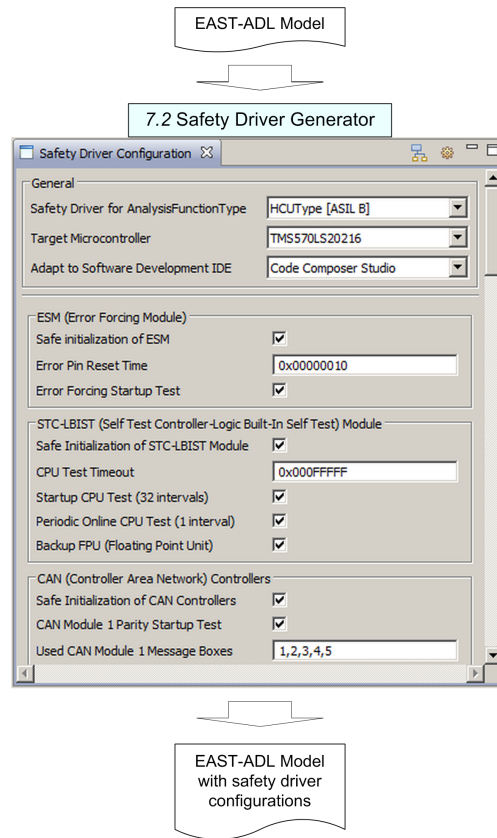 EAST-ADL Model
7.2 Safety Driver Generator
Safety Driver Configuration
General
Safety Driver for AnalysisFunctionType HCUType [ASIL B]
Target Microcontroller TMS570LS20216
Adapt to Software Development IDE Code Composer Studio
ESM (Error Forcing Module)
Safe initialization of ESM
Error Pin Reset Time 0x00000010
Error Forcing Startup Test
STC-LBIST (Self Test Controller-Logic Built-In Self Test) Module
Safe Initialization of STC-LBIST Module
CPU Test Timeout 0x000FFFFF
Startup CPU Test (32 intervals)
Periodic Online CPU Test (1 interval)
Backup FPU (Floating Point Unit)
CAN (Controller Area Network) Controllers
Safe Initialization of CAN Controllers
CAN Module 1 Parity Startup Test
Used CAN Module 1 Message Boxes 1,2,3,4,5
EAST-ADL Model
with safety driver
configurations